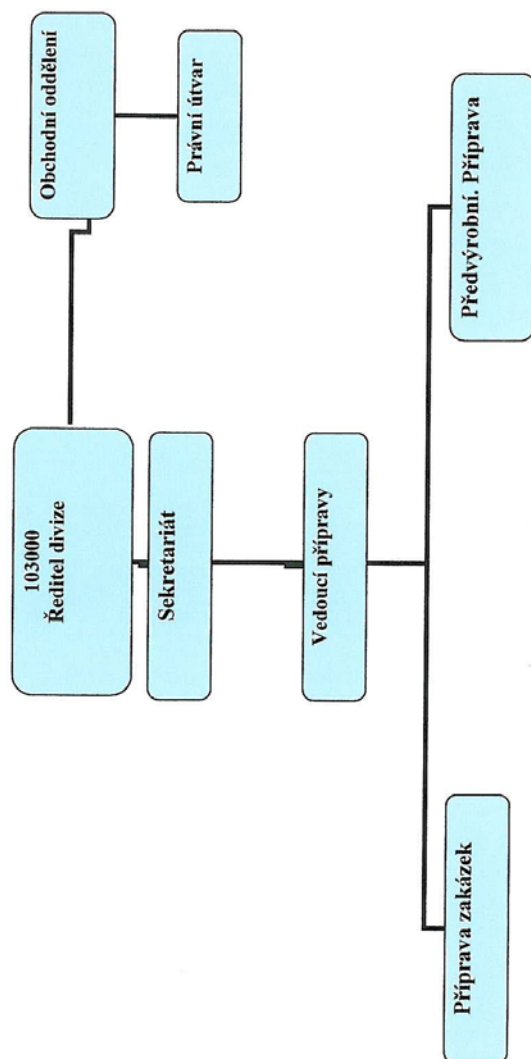 103000
Ředitel divize
Obchodní oddělení
Sekretariát
Právní útvar
Vedoucí přípravy
Příprava zakázek
Předvýrobní. Příprava